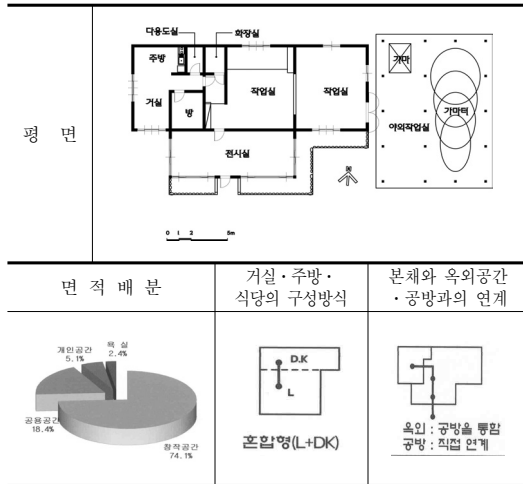 평 면
다용도실 화장실
주방
거실
방
작업실
작업실
전시실
가마
가마터
야외작업실
0 1 2 5m
면 적 배 분
거실・주방・
식당의 구성방식
본채와 옥외공간
・공방과의 연계
개인공간
5.1%
욕 실
2.4%
공용공간
18.4%
창작공간
74.1%
D.K
L
혼합형(L+DK)
옥외 : 공방을 통함
공방 : 직접 연계